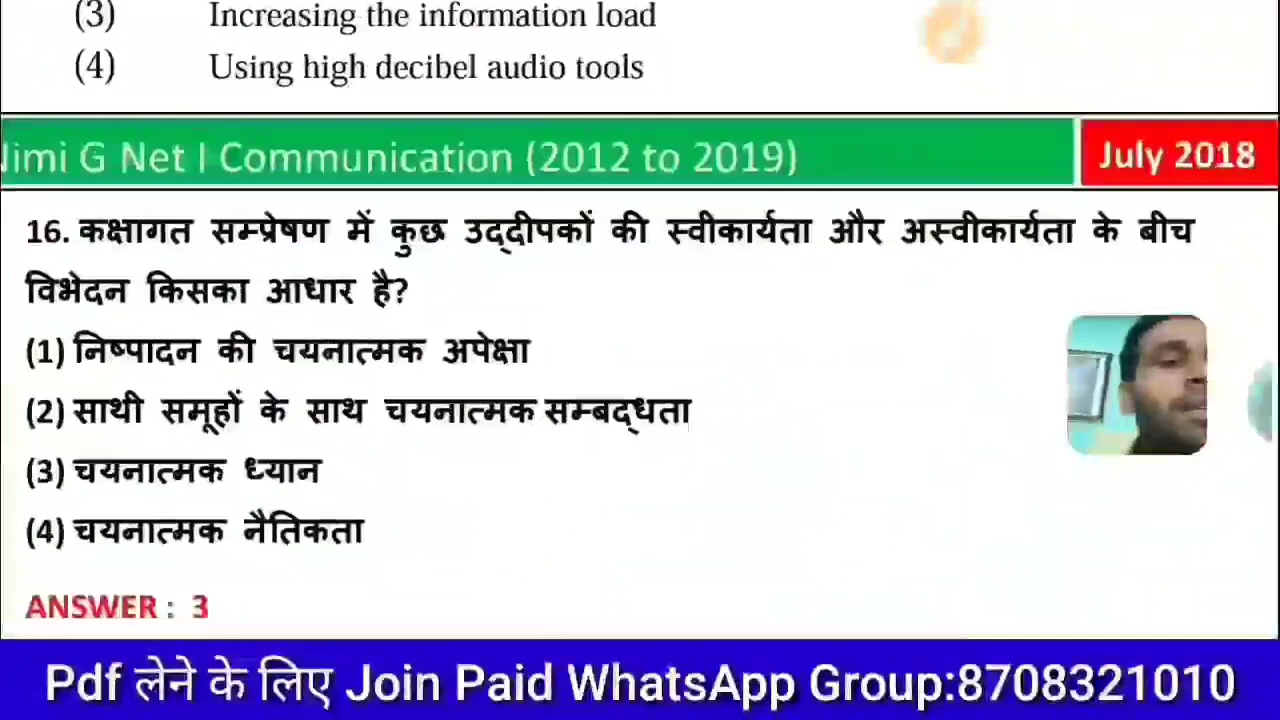 (3) Increasing the information load
(4) Using high decibel audio tools
imi G Net I Communication (2012 to 2019) July 2018
16. कक्षागत सम्प्रेषण में कुछ उद्दीपकों की स्वीकार्यता और अस्वीकार्यता के बीच
विभेदन किसका आधार है?
(1) निष्पादन की चयनात्मक अपेक्षा
(2) साथी समूहों के साथ चयनात्मक सम्बद्धता
(3) चयनात्मक ध्यान
(4) चयनात्मक नैतिकता
ANSWER : 3
Pdf लेने के लिए Join Paid WhatsApp Group:8708321010